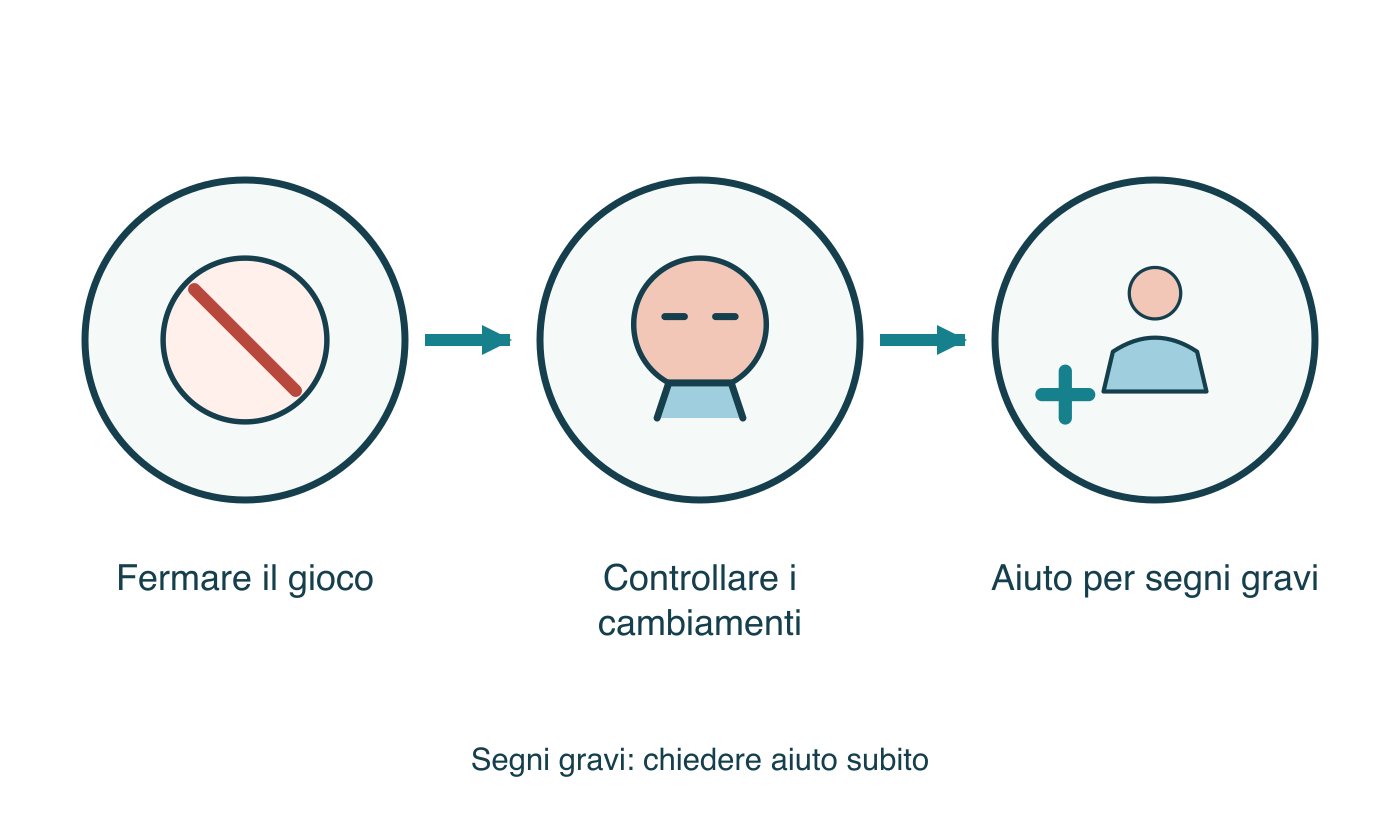 Fermare il gioco
Controllare i
cambiamenti
Aiuto per segni gravi
Segni gravi: chiedere aiuto subito